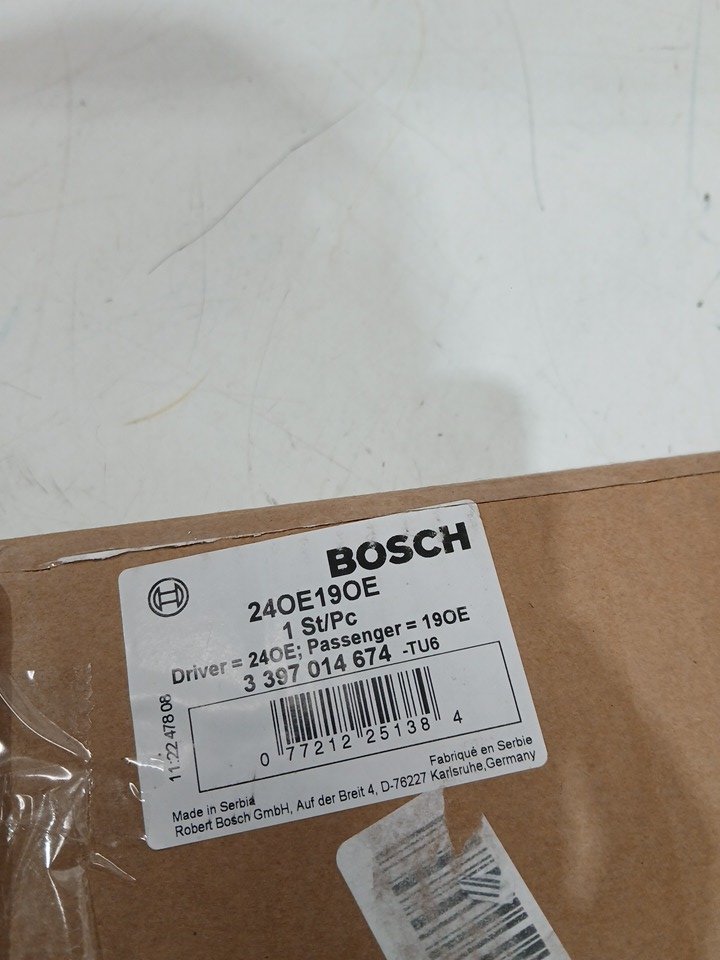 BOSCH
24OE19OE
1 St/Pc
Driver = 24OE; Passenger = 19OE
3 397 014 674 -TU6
11:22 478 08
0 77212 25138 4
Made in Serbia
Fabriqué en Serbie
Robert Bosch GmbH, Auf der Breit 4, D-76227 Karlsruhe,Germany